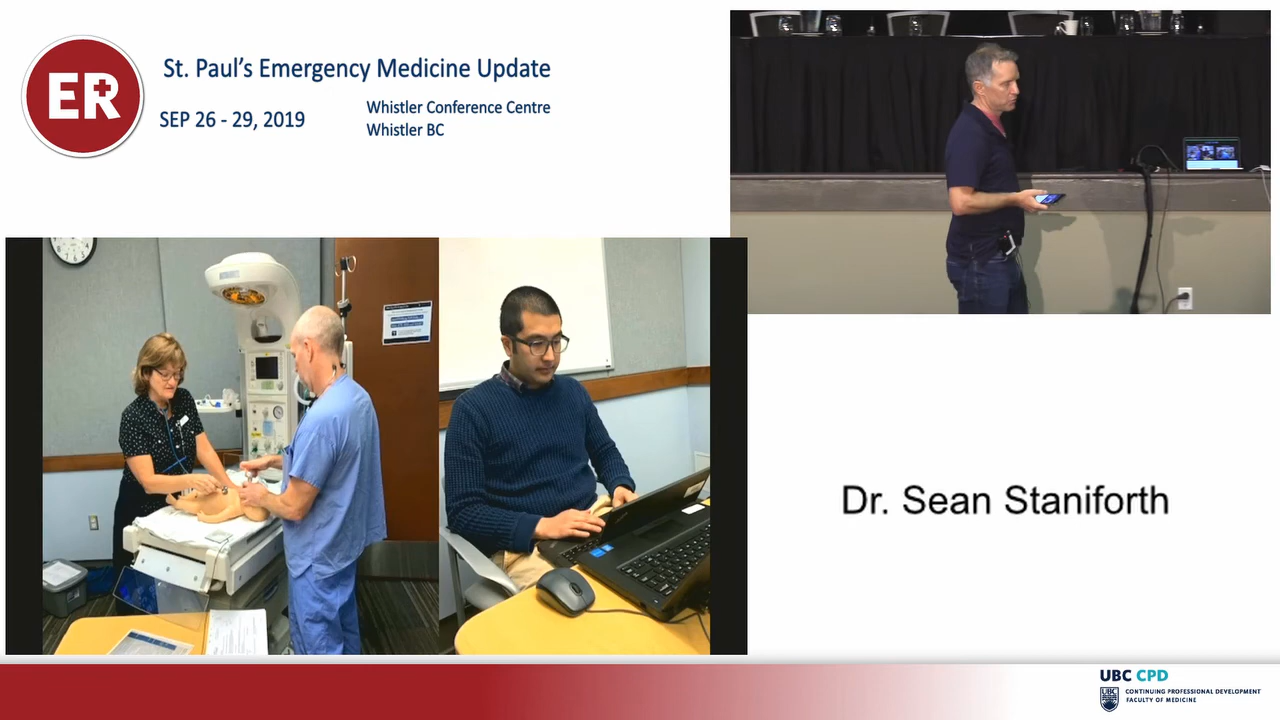 ER
St. Paul's Emergency Medicine Update
SEP 26 - 29, 2019
Whistler Conference Centre
Whistler BC
Dr. Sean Staniforth
UBC CPD
UBC
CONTINUING PROFESSIONAL DEVELOPMENT
FACULTY OF MEDICINE